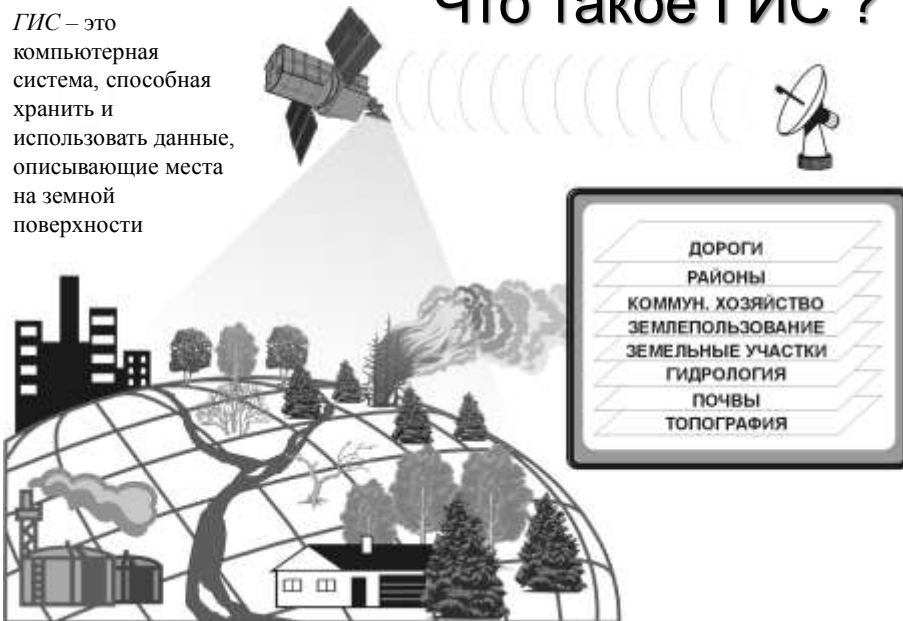 Что такое ГИС ?
ГИС – это
компьютерная
система, способная
хранить и
использовать данные,
описывающие места
на земной
поверхности
ДОРОГИ
РАЙОНЫ
КОММУН. ХОЗЯЙСТВО
ЗЕМЛЕПОЛЬЗОВАНИЕ
ЗЕМЕЛЬНЫЕ УЧАСТКИ
ГИДРОЛОГИЯ
ПОЧВЫ
ТОПОГРАФИЯ